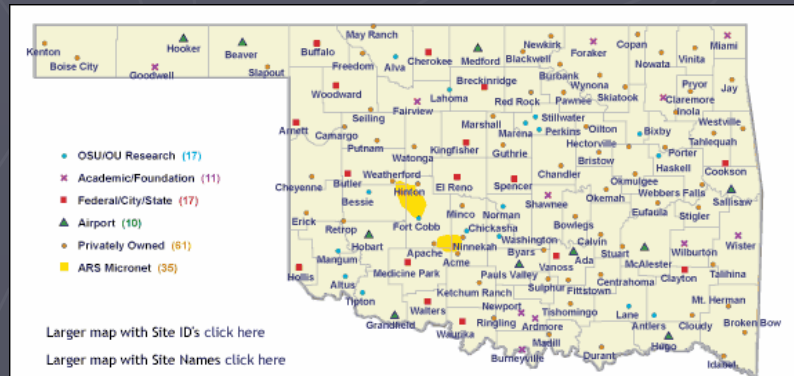 May Ranch
Kenton
Hooker
Beaver
Buffalo
Cherokee
Medford
Newkirk
Foraker
Copan
Miami
Boise City
Goodwell
Slapout
Freedom
Alva
Blackwell
Nowata
Vinita
Woodward
Lahoma
Breckinridge
Burbank
Wynona
Pryor
Jay
Fairview
Red Rock
Pawnee
Skiatook
Claremore
Inola
Arnett
Seiling
Marshall
Stillwater
Westville
Camargo
Marena
Perkins
Oilton
Bixby
Tahlequah
Putnam
Kingfisher
Guthrie
Hectorville
Porter
Watonga
Bristow
Haskell
Cookson
Cheyenne
Butler
Weatherford
Hinton
El Reno
Spencer
Chandler
Okmulgee
Webbers Falls
Sallisaw
Bessie
Shawnee
Okemah
Eufaula
Stigler
Erick
Retrop
Fort Cobb
Minco
Norman
Chickasha
Bowlegs
Hobart
Ninnekah
Washington
Calvin
Wister
Mangum
Apache
Acme
Byars
Ada
Stuart
McAlester
Wilburton
Hollis
Medicine Park
Pauls Valley
Vanoss
Centrahoma
Clayton
Talihina
Altus
Tipton
Ketchum Ranch
Sulphur
Fittstown
Mt. Herman
Grandfield
Walters
Newport
Tishomingo
Lane
Antlers
Cloudy
Broken Bow
Waurika
Ringling
Ardmore
Madill
Hugo
Burneyville
Durant
Idabel
OSU/OU Research (17)
Academic/Foundation (11)
Federal/City/State (17)
Airport (10)
Privately Owned (61)
ARS Micronet (35)
Larger map with Site ID's click here
Larger map with Site Names click here